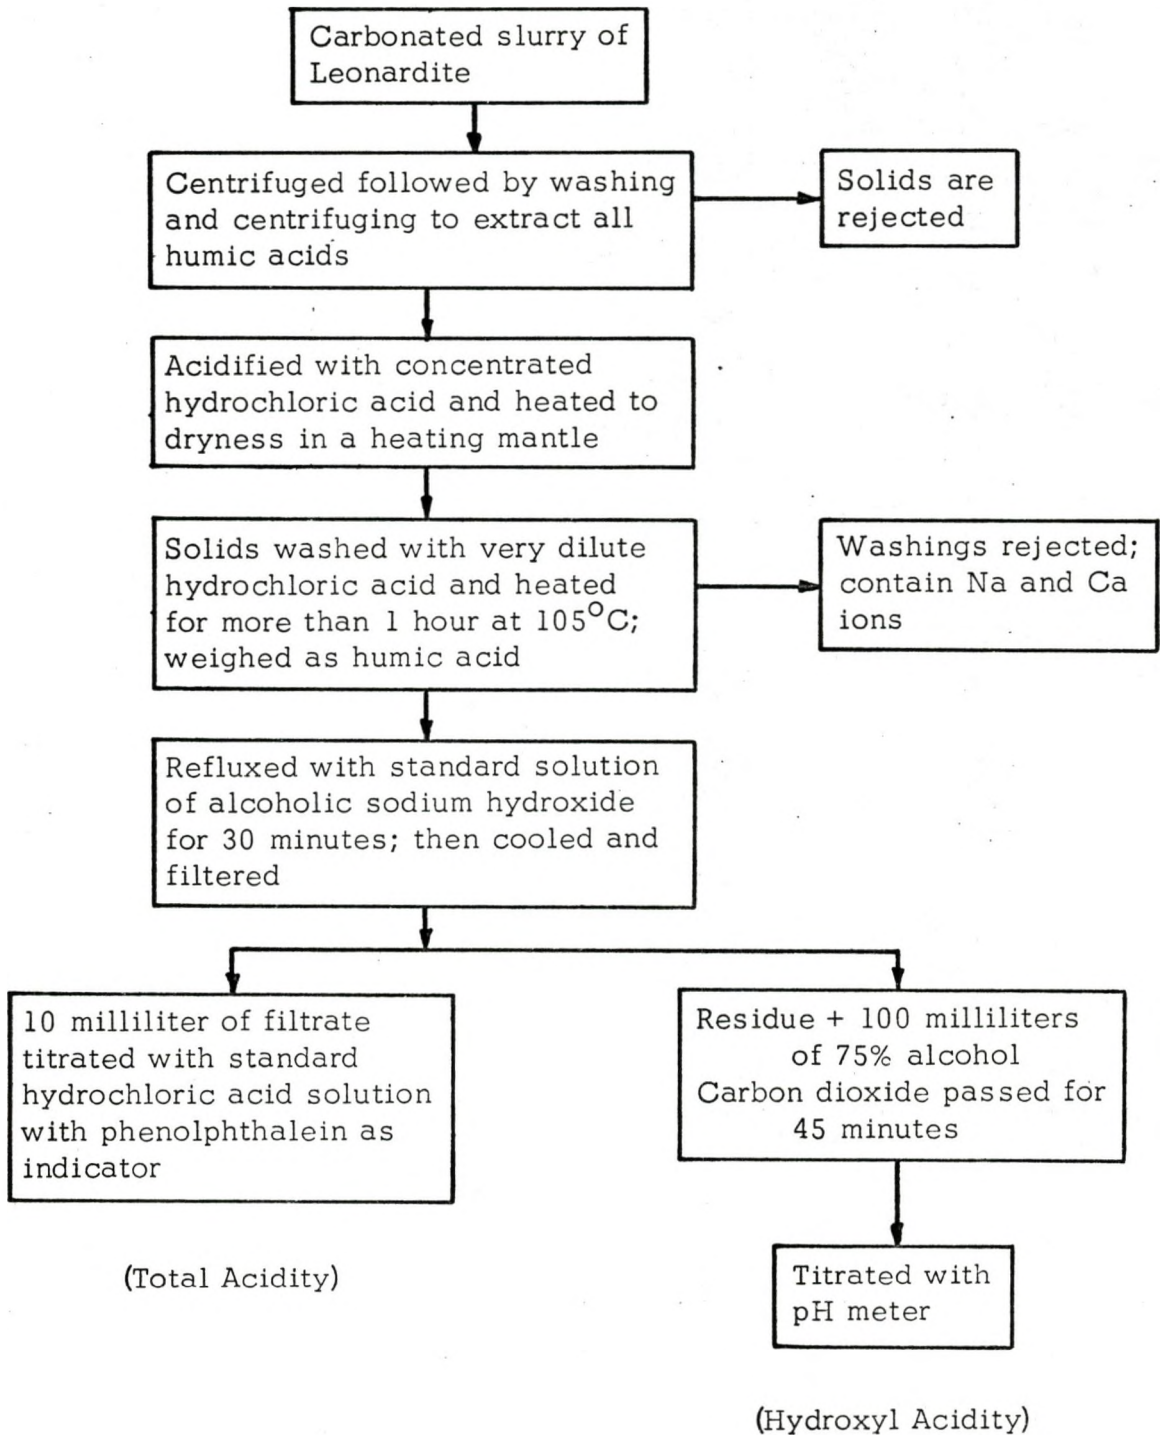 Carbonated slurry of
Leonardite
Centrifuged followed by washing
and centrifuging to extract all
humic acids
Solids are
rejected
Acidified with concentrated
hydrochloric acid and heated to
dryness in a heating mantle
Solids washed with very dilute
hydrochloric acid and heated
for more than 1 hour at 105°C;
weighed as humic acid
Washings rejected;
contain Na and Ca
ions
Refluxed with standard solution
of alcoholic sodium hydroxide
for 30 minutes; then cooled and
filtered
10 milliliter of filtrate
titrated with standard
hydrochloric acid solution
with phenolphthalein as
indicator
(Total Acidity)
Residue + 100 milliliters
of 75% alcohol
Carbon dioxide passed for
45 minutes
Titrated with
pH meter
(Hydroxyl Acidity)